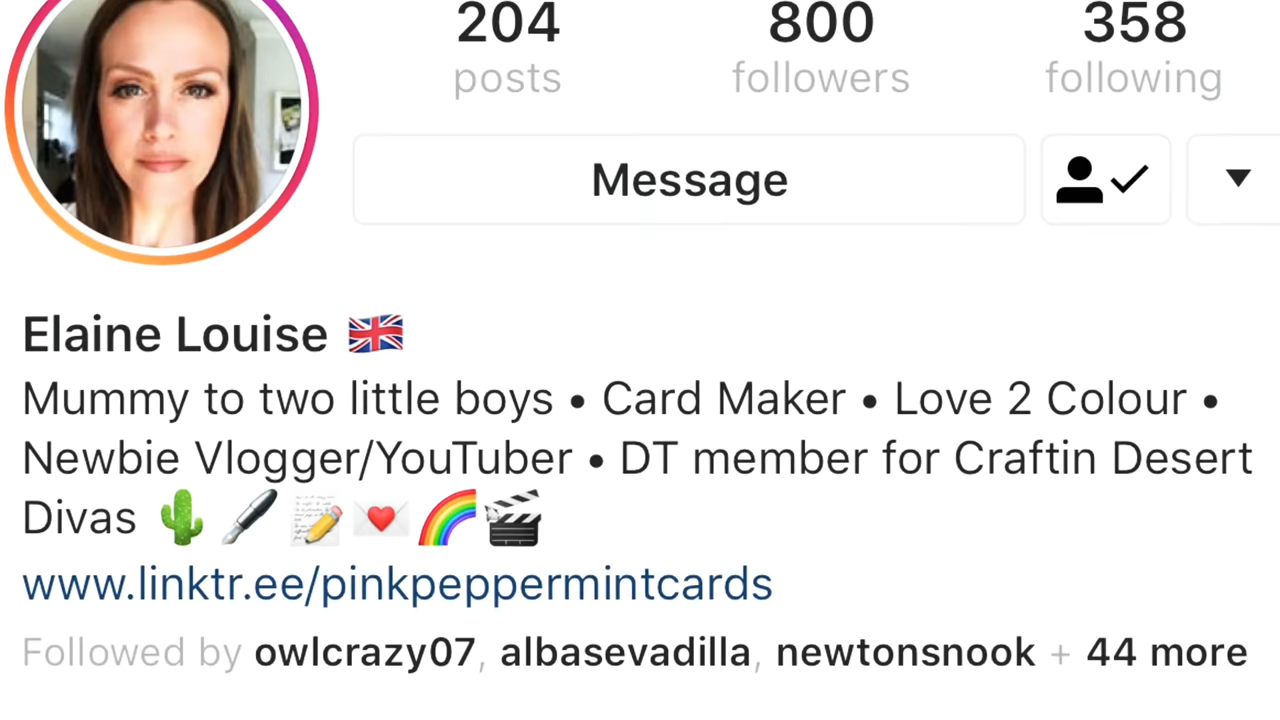 204 800 358
posts followers following
Message
Elaine Louise 🇬🇧
Mummy to two little boys • Card Maker • Love 2 Colour •
Newbie Vlogger/YouTuber • DT member for Craftin Desert
Divas 🌵🖋📝💌🌈🎬
www.linktr.ee/pinkpeppermintcards
Followed by owlcrazy07, albasevadilla, newtonsnook + 44 more